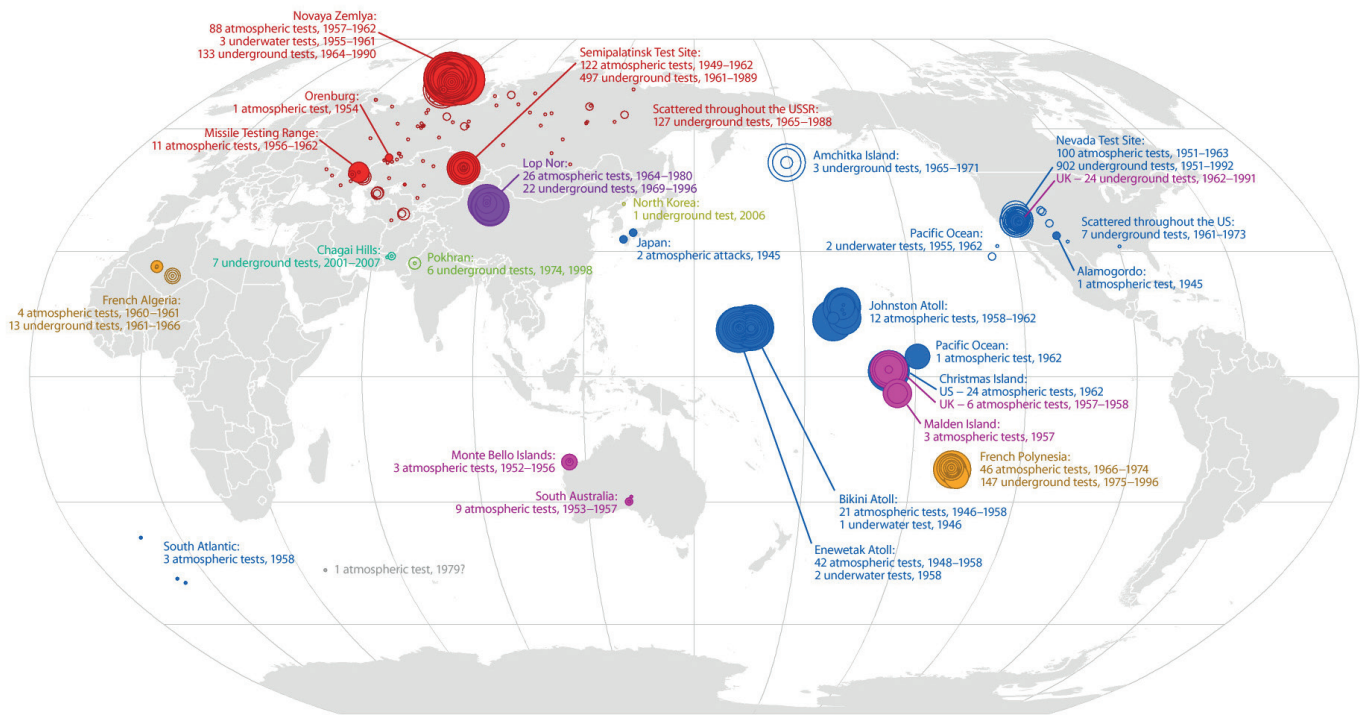 Novaya Zemlya:
88 atmospheric tests, 1957–1962
3 underwater tests, 1955–1961
133 underground tests, 1964–1990
Semipalatinsk Test Site:
122 atmospheric tests, 1949–1962
497 underground tests, 1961–1989
Orenburg:
1 atmospheric test, 1954
Scattered throughout the USSR:
127 underground tests, 1965–1988
Missile Testing Range:
11 atmospheric tests, 1956–1962
Lop Nor:
26 atmospheric tests, 1964–1980
22 underground tests, 1969–1996
Amchitka Island:
3 underground tests, 1965–1971
Nevada Test Site:
100 atmospheric tests, 1951–1963
902 underground tests, 1951–1992
UK – 24 underground tests, 1962–1991
North Korea:
1 underground test, 2006
Pacific Ocean:
2 underwater tests, 1955, 1962
Scattered throughout the US:
7 underground tests, 1961–1973
Japan:
2 atmospheric attacks, 1945
Chagai Hills:
7 underground tests, 2001–2007
Pokhran:
6 underground tests, 1974, 1998
Alamogordo:
1 atmospheric test, 1945
French Algeria:
4 atmospheric tests, 1960–1961
13 underground tests, 1961–1966
Johnston Atoll:
12 atmospheric tests, 1958–1962
Pacific Ocean:
1 atmospheric test, 1962
Christmas Island:
US – 24 atmospheric tests, 1962
UK – 6 atmospheric tests, 1957–1958
Malden Island:
3 atmospheric tests, 1957
Monte Bello Islands:
3 atmospheric tests, 1952–1956
French Polynesia:
46 atmospheric tests, 1966–1974
147 underground tests, 1975–1996
South Australia:
9 atmospheric tests, 1953–1957
Bikini Atoll:
21 atmospheric tests, 1946–1958
1 underwater test, 1946
South Atlantic:
3 atmospheric tests, 1958
Enewetak Atoll:
42 atmospheric tests, 1948–1958
2 underwater tests, 1958
1 atmospheric test, 1979?